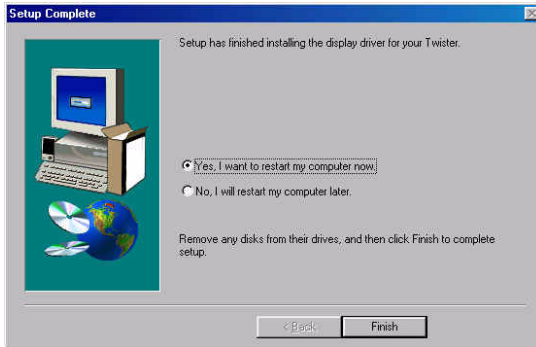 Setup Complete
Setup has finished installing the display driver for your Twister.
Yes, I want to restart my computer now.
No, I will restart my computer later.
Remove any disks from their drives, and then click Finish to complete
setup.
< Back
Finish